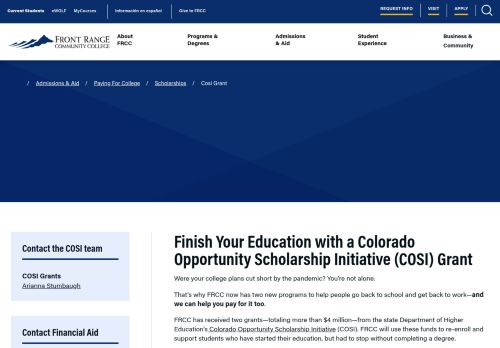 Current Students eWOLF MyCourses Información en español Give to FRCC REQUEST INFO VISIT APPLY
FRONT RANGE
COMMUNITY COLLEGE
About
FRCC
Programs &
Degrees
Admissions
& Aid
Student
Experience
Business &
Community
/ Admissions & Aid / Paying For College / Scholarships / Cosi Grant
Contact the COSI team
COSI Grants
Arianna Stumbaugh
Contact Financial Aid
Finish Your Education with a Colorado
Opportunity Scholarship Initiative (COSI) Grant
Were your college plans cut short by the pandemic? You're not alone.
That's why FRCC now has two new programs to help people go back to school and get back to work—and
we can help you pay for it too.
FRCC has received two grants—totaling more than $4 million—from the state Department of Higher
Education's Colorado Opportunity Scholarship Initiative (COSI). FRCC will use these funds to re-enroll and
support students who have started their education, but had to stop without completing a degree.